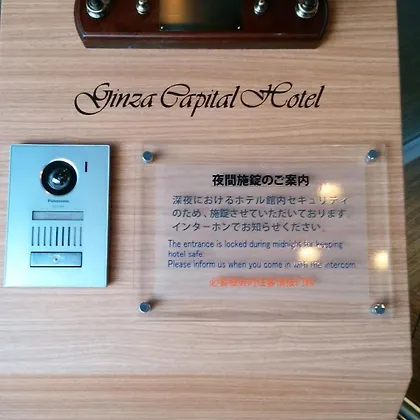 Ginza Capital Hotel
Panasonic
夜間施錠のご案内
深夜におけるホテル館内セキュリティ
のため、施錠させていただいております
インターホンでお知らせください。
The entrance is locked during midnight for keeping
hotel safe.
Please inform us when you come in with the intercom.